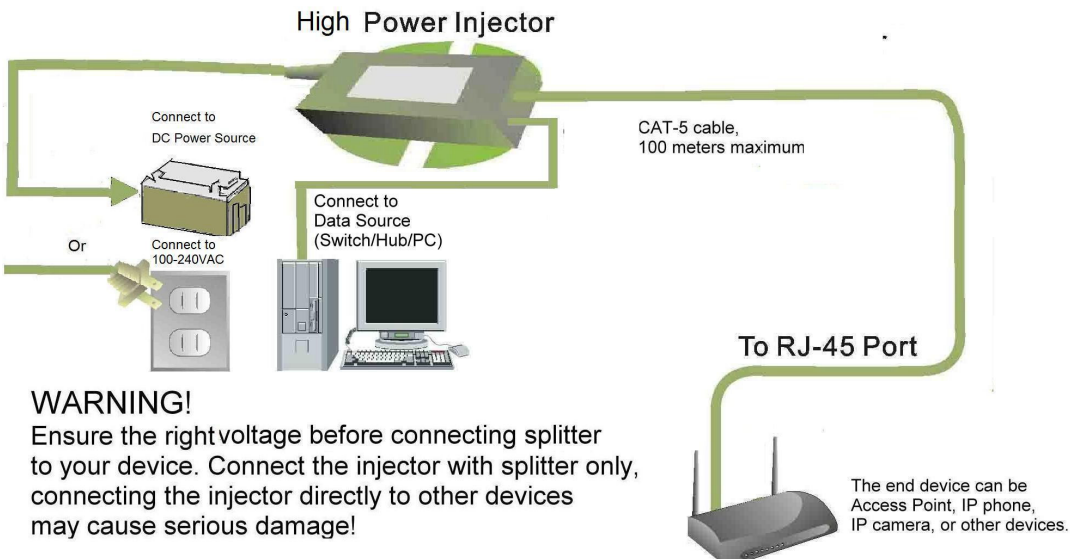 High Power Injector
Connect to
DC Power Source
CAT-5 cable,
100 meters maximum
Connect to
Data Source
(Switch/Hub/PC)
Or
Connect to
100-240VAC
To RJ-45 Port
WARNING!
Ensure the right voltage before connecting splitter
to your device. Connect the injector with splitter only,
connecting the injector directly to other devices
may cause serious damage!
The end device can be
Access Point, IP phone,
IP camera, or other devices.